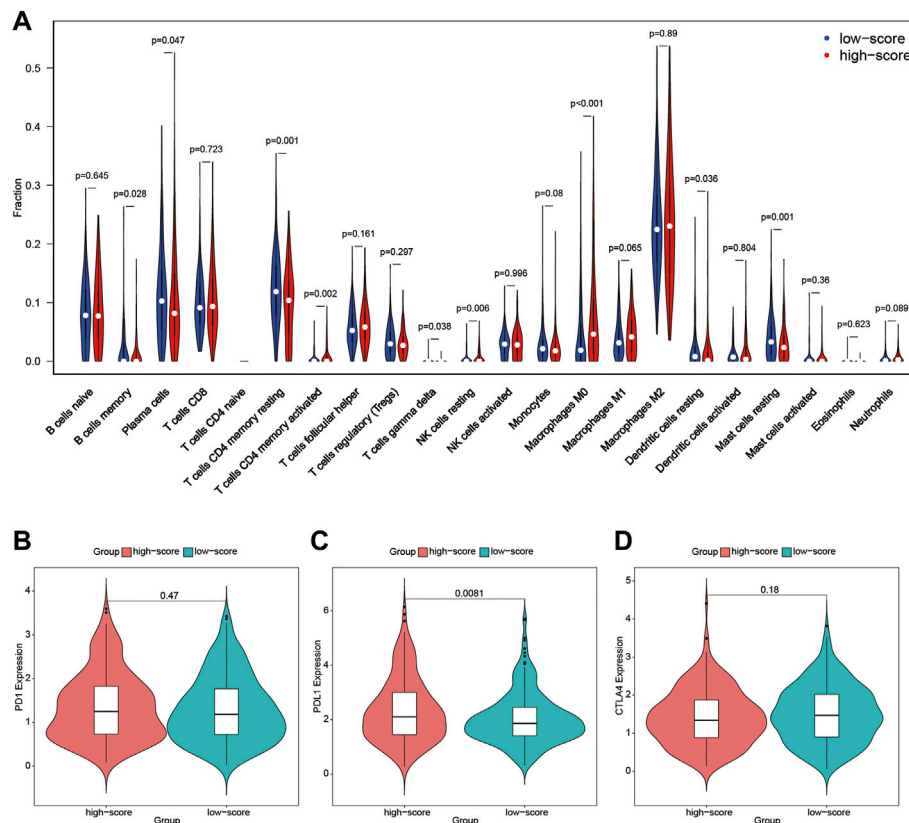 A
p=0.89
low−score
high−score
p=0.047
0.5
0.4
p<0.001
p=0.723
p=0.001
0.3
p=0.645
p=0.028
p=0.08
p=0.036
p=0.001
Fraction
0.2
p=0.161
p=0.297
p=0.065
p=0.804
p=0.996
p=0.36
0.1
p=0.002
p=0.006
p=0.089
p=0.038
p=0.623
0.0
B cells naive
B cells memory
Plasma cells
T cells CD8
T cells CD4 naive
T cells CD4 memory resting
T cells CD4 memory activated
T cells follicular helper
T cells regulatory (Tregs)
T cells gamma delta
NK cells resting
NK cells activated
Monocytes
Macrophages M0
Macrophages M1
Macrophages M2
Dendritic cells resting
Dendritic cells activated
Mast cells resting
Mast cells activated
Eosinophils
Neutrophils
B
Group high−score low−score
4
0.47
3
PD1 Expression
2
1
0
high−score low−score
Group
C
Group high−score low−score
0.0081
6
4
PDL1 Expression
2
0
high−score low−score
Group
D
Group high−score low−score
5
0.18
4
3
CTLA4 Expression
2
1
0
high−score low−score
Group